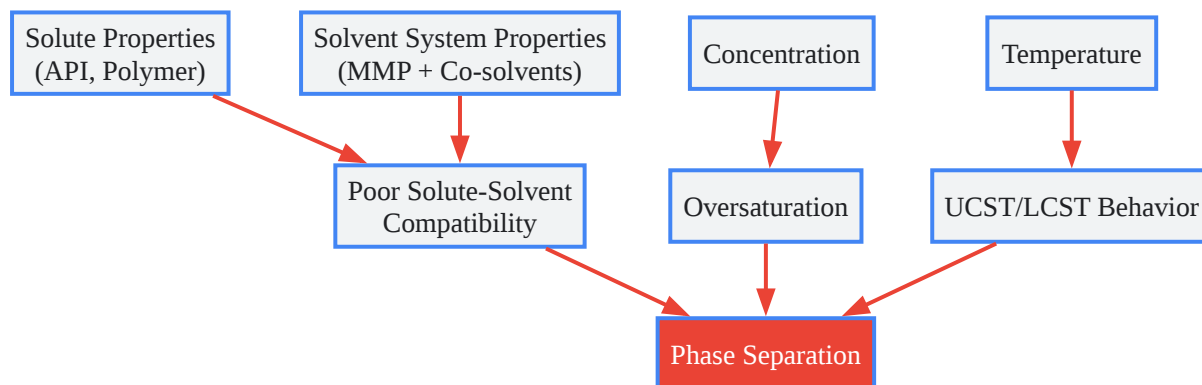 Solute Properties
(API, Polymer)
Solvent System Properties
(MMP + Co-solvents)
Concentration
Temperature
Poor Solute-Solvent
Compatibility
Oversaturation
UCST/LCST Behavior
Phase Separation